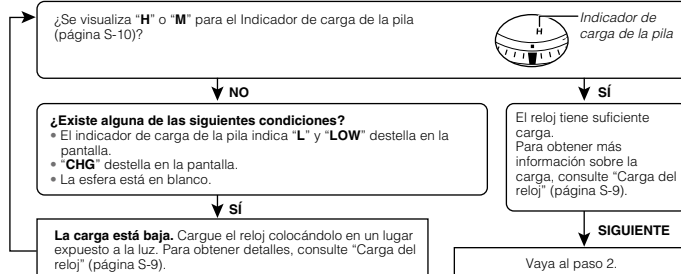 ¿Se visualiza “H” o “M” para el Indicador de carga de la pila
(página S-10)?
H
Indicador de
carga de la pila
NO
SÍ
¿Existe alguna de las siguientes condiciones?
• El indicador de carga de la pila indica “L” y “LOW” destella en la
pantalla.
• “CHG” destella en la pantalla.
• La esfera está en blanco.
El reloj tiene suficiente
carga.
Para obtener más
información sobre la
carga, consulte “Carga del
reloj” (página S-9).
SÍ
SIGUIENTE
La carga está baja. Cargue el reloj colocándolo en un lugar
expuesto a la luz. Para obtener detalles, consulte “Carga del
reloj” (página S-9).
Vaya al paso 2.